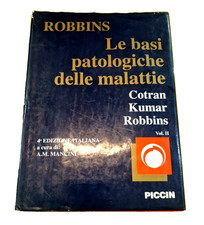 ROBBINS
Le basi
patologiche
delle malattie
Cotran
Kumar
Robbins
Vol. II
4ª EDIZIONE ITALIANA
a cura di
A.M. MANCINI
PICCIN